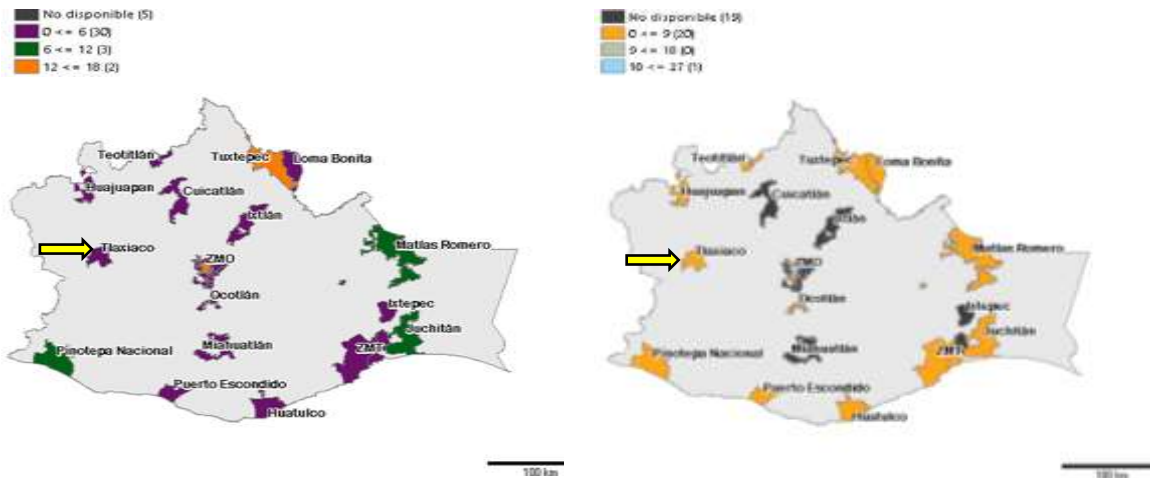 No disponible (5)
0 <= 6 (30)
6 <= 12 (3)
12 <= 18 (2)
Teotitlán
Tuxtepec
Loma Bonita
Huajuapan
Cuicatlán
Ixtlán
Tlaxiaco
Matías Romero
ZMO
Ocotlán
Ixtepec
Juchitán
Miahuatlán
ZMT
Pinotepa Nacional
Puerto Escondido
Huatulco
100 km
No disponible (19)
0 <= 9 (20)
9 <= 18 (0)
18 <= 27 (1)
Teotitlán
Tuxtepec
Loma Bonita
Huajuapan
Cuicatlán
Ixtlán
Tlaxiaco
Matías Romero
ZMO
Ocotlán
Ixtepec
Juchitán
Miahuatlán
ZMT
Pinotepa Nacional
Puerto Escondido
Huatulco
100 km